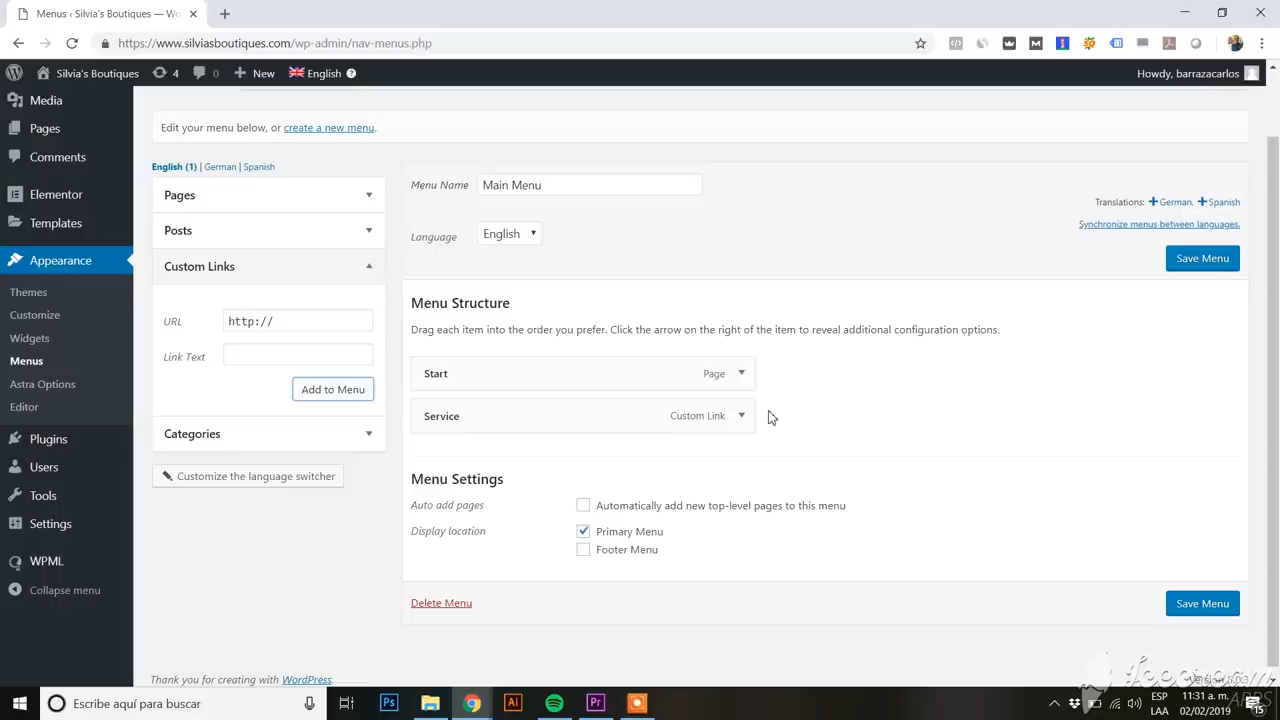 Menus ‹ Silvia's Boutiques — Wo
https://www.silviasboutiques.com/wp-admin/nav-menus.php
Silvia's Boutiques 4 0 New English Howdy, barrazacarlos
Media
Pages
Comments
Elementor
Templates
Appearance
Themes
Customize
Widgets
Menus
Astra Options
Editor
Plugins
Users
Tools
Settings
WPML
Collapse menu
Edit your menu below, or create a new menu.
English (1) | German | Spanish
Pages
Posts
Custom Links
URL http://
Link Text
Add to Menu
Categories
Customize the language switcher
Menu Name Main Menu
Language English
Translations: German, Spanish
Synchronize menus between languages.
Save Menu
Menu Structure
Drag each item into the order you prefer. Click the arrow on the right of the item to reveal additional configuration options.
Start Page
Service Custom Link
Menu Settings
Auto add pages Automatically add new top-level pages to this menu
Display location Primary Menu
Footer Menu
Delete Menu Save Menu
Thank you for creating with WordPress.
Escribe aquí para buscar
Ps
Ai
Pr
ESP
LAA
11:31 a. m.
02/02/2019
15